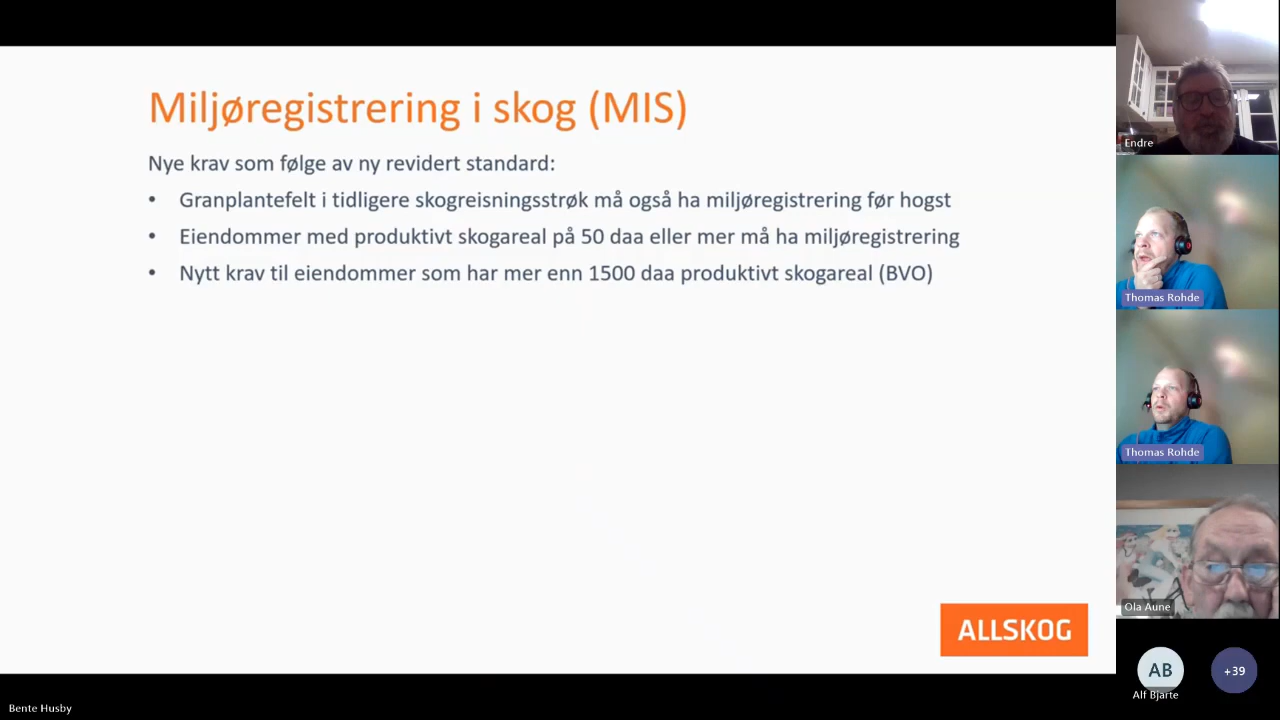 Miljøregistrering i skog (MIS)
Nye krav som følge av ny revidert standard:
• Granplantefelt i tidligere skogreisningsstrøk må også ha miljøregistrering før hogst
• Eiendommer med produktivt skogareal på 50 daa eller mer må ha miljøregistrering
• Nytt krav til eiendommer som har mer enn 1500 daa produktivt skogareal (BVO)
ALLSKOG
Endre
Thomas Rohde
Thomas Rohde
Ola Aune
AB
+39
Alf Bjarte
Bente Husby